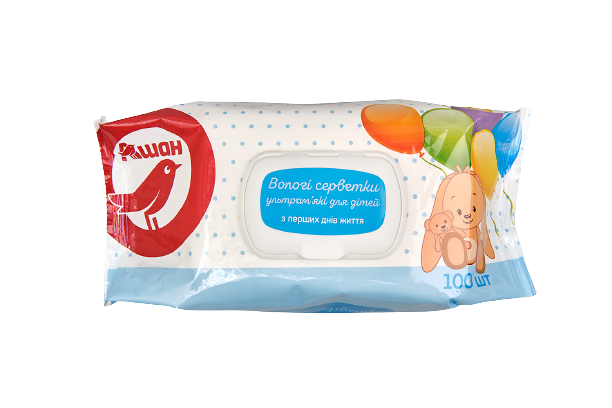 Ашан
Вологі серветки
ультрам'які для дітей
з перших днів життя
100 шт